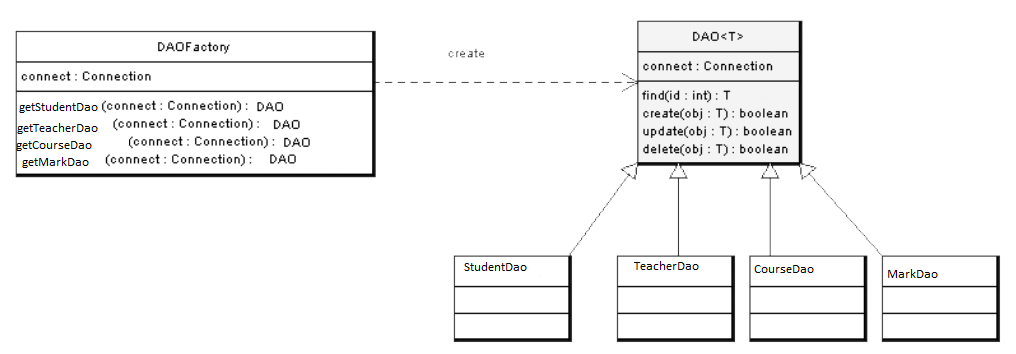 DAOFactory
connect : Connection
getStudentDao (connect : Connection) : DAO
getTeacherDao (connect : Connection) : DAO
getCourseDao (connect : Connection) : DAO
getMarkDao (connect : Connection) : DAO
create
DAO<T>
connect : Connection
find(id : int) : T
create(obj : T) : boolean
update(obj : T) : boolean
delete(obj : T) : boolean
StudentDao
TeacherDao
CourseDao
MarkDao